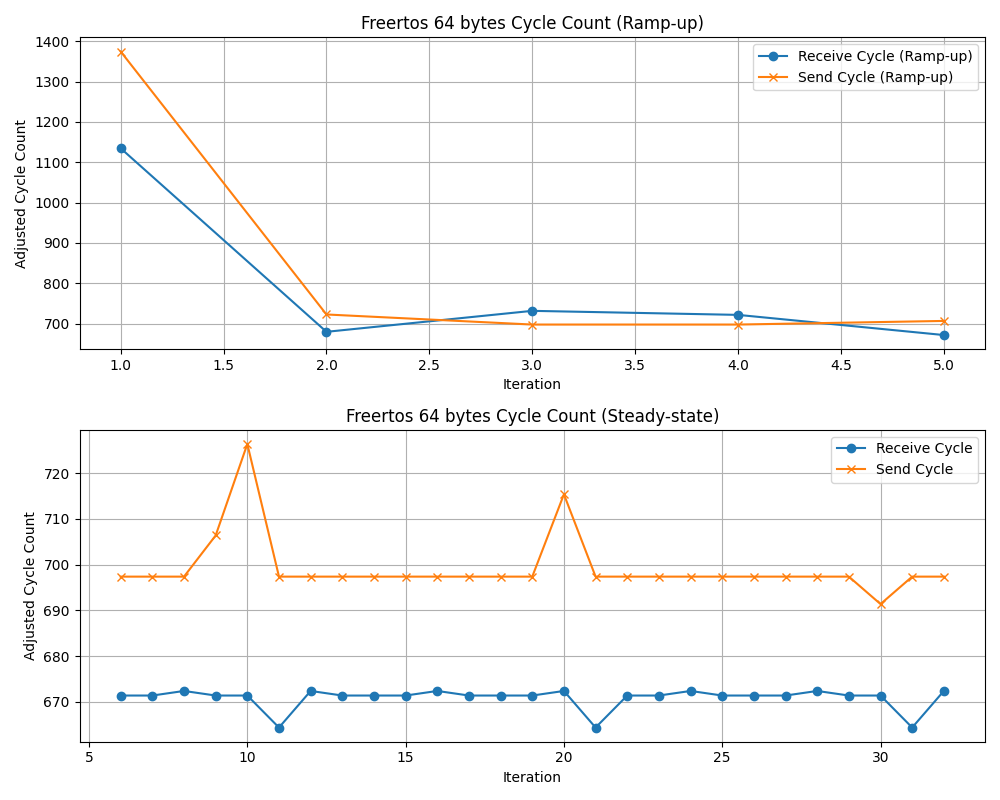 Freertos 64 bytes Cycle Count (Ramp-up)
Adjusted Cycle Count
1400
1300
1200
1100
1000
900
800
700
Receive Cycle (Ramp-up)
Send Cycle (Ramp-up)
1.0 1.5 2.0 2.5 3.0 3.5 4.0 4.5 5.0
Iteration
Freertos 64 bytes Cycle Count (Steady-state)
Adjusted Cycle Count
720
710
700
690
680
670
Receive Cycle
Send Cycle
5 10 15 20 25 30
Iteration